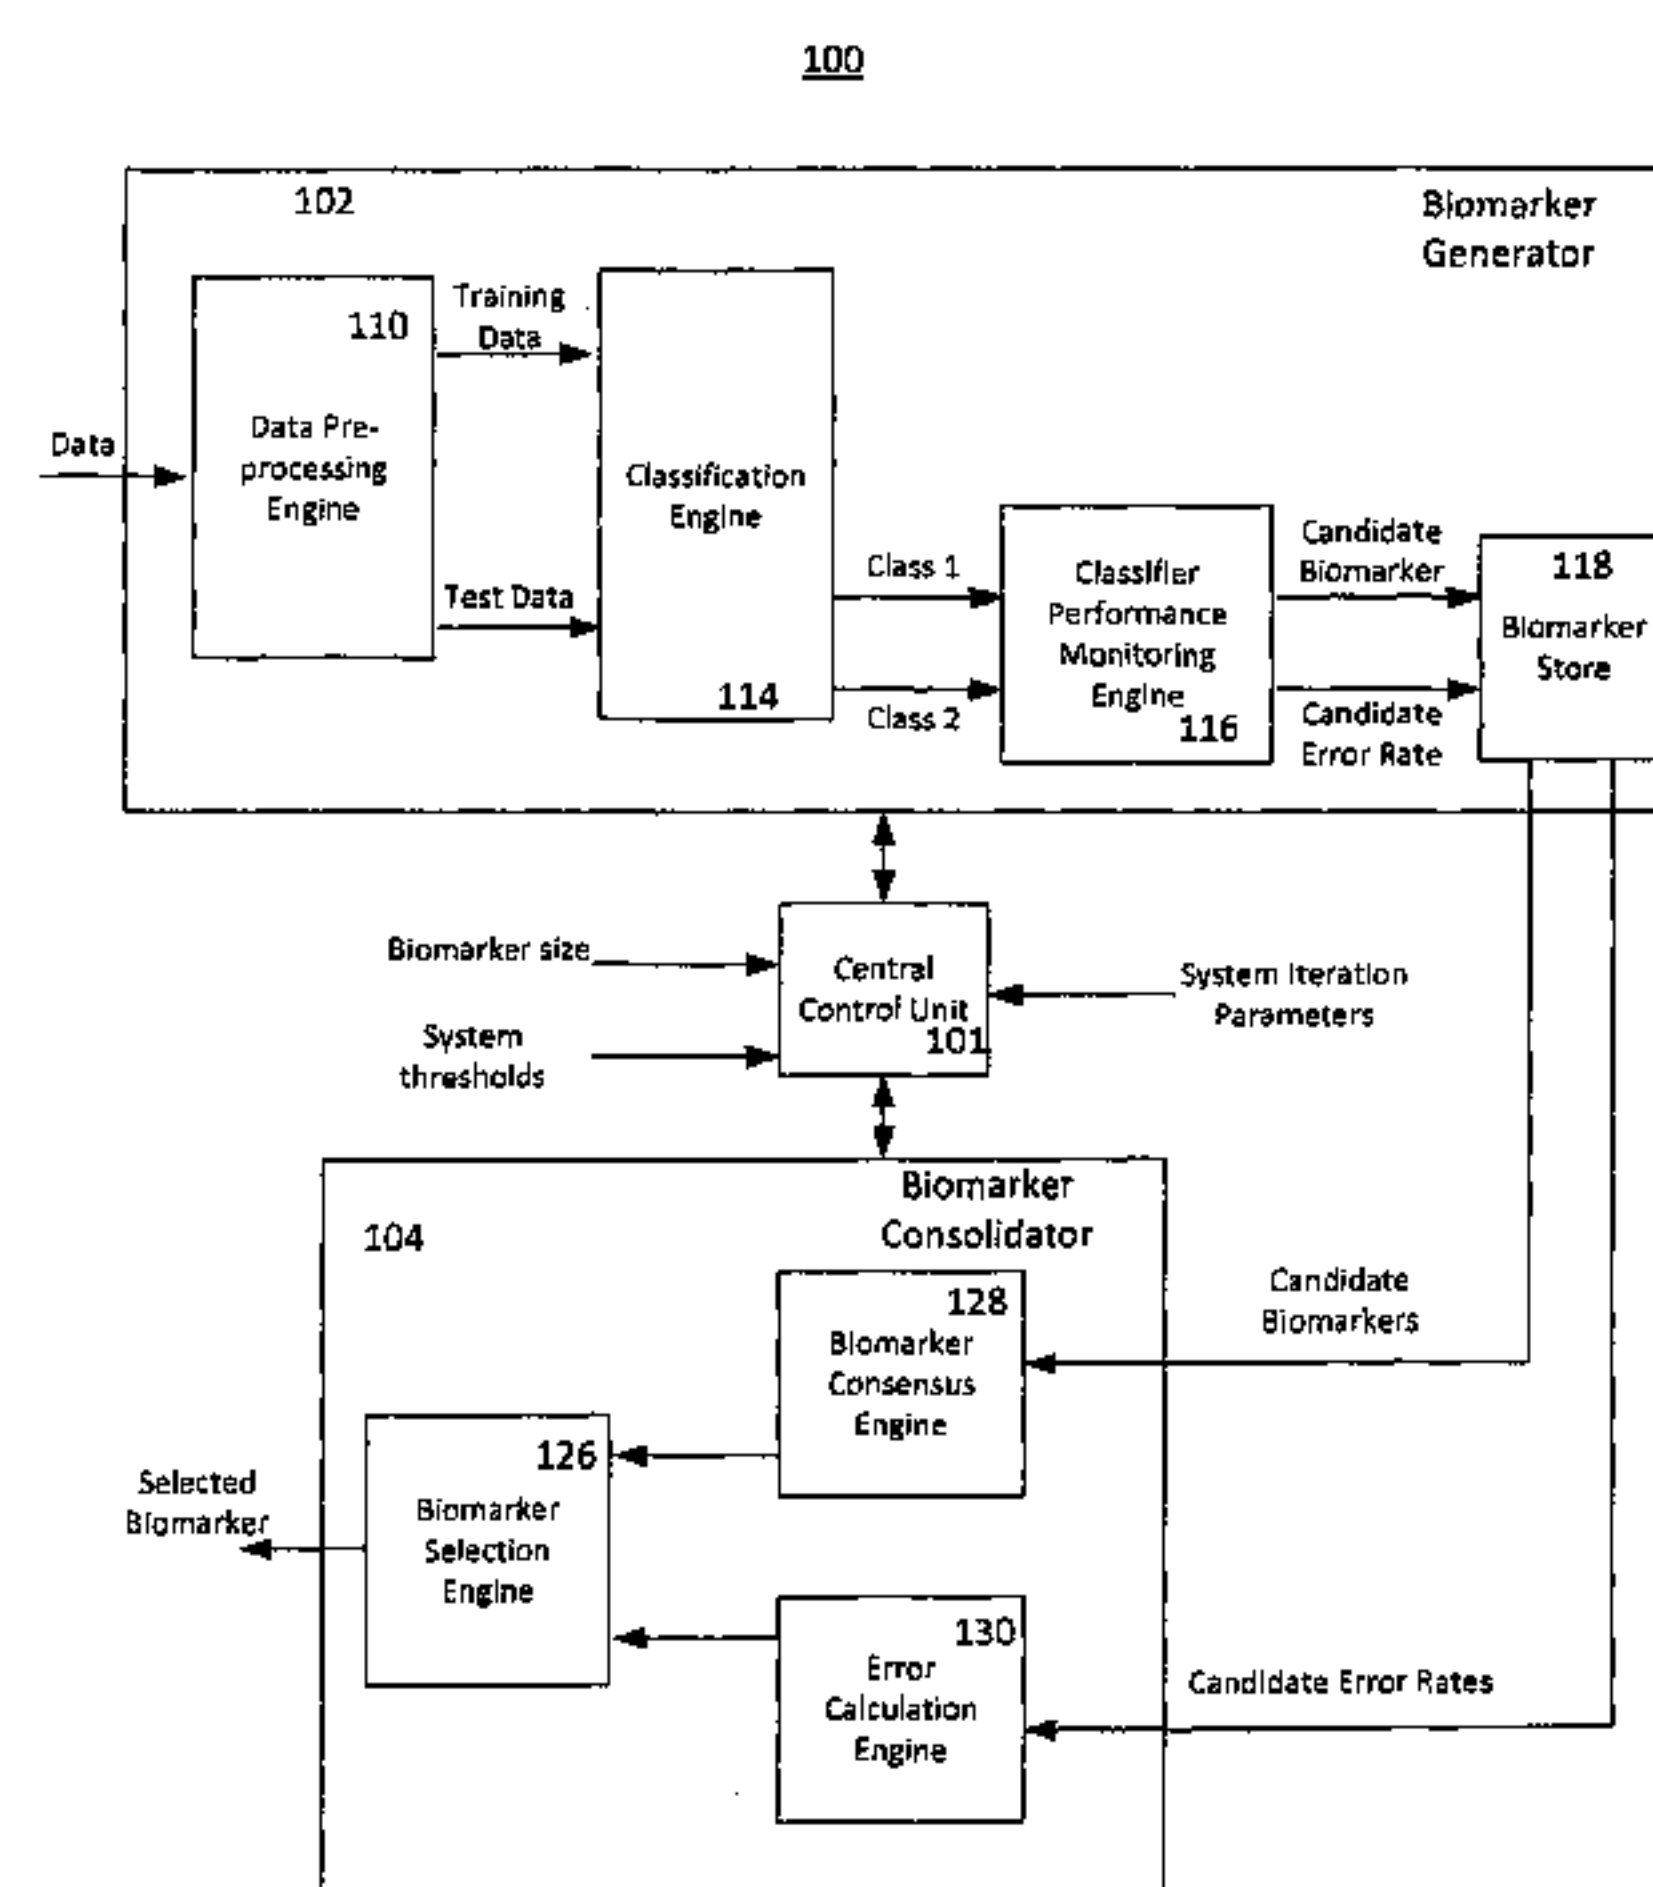 100
102
Biomarker
Generator
110
Data Pre-
processing
Engine
Data
Training
Data
Test Data
Classification
Engine
114
Class 1
Class 2
Classifier
Performance
Monitoring
Engine
116
Candidate
Biomarker
Candidate
Error Rate
118
Biomarker
Store
Biomarker size
System
thresholds
Central
Control Unit
101
System Iteration
Parameters
Biomarker
Consolidator
104
128
Biomarker
Consensus
Engine
Candidate
Biomarkers
126
Biomarker
Selection
Engine
Selected
Biomarker
130
Error
Calculation
Engine
Candidate Error Rates